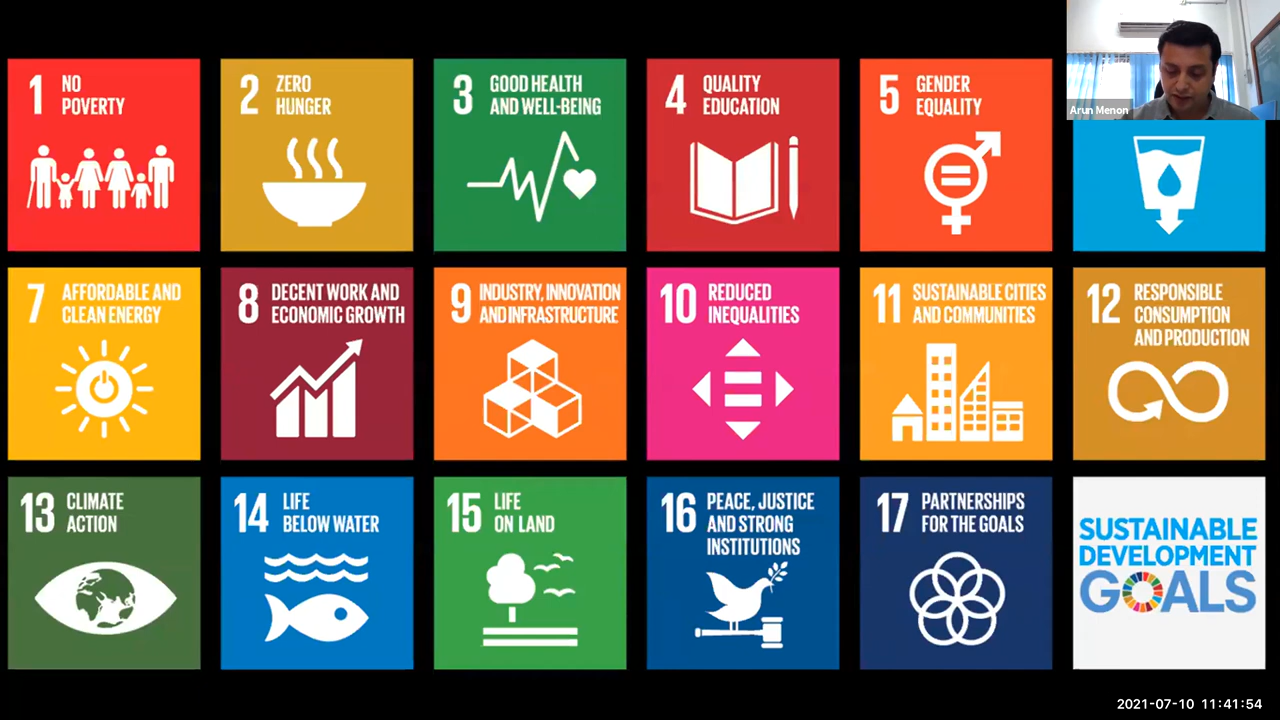 Arun Menon
1 NO
POVERTY
2 ZERO
HUNGER
3 GOOD HEALTH
AND WELL-BEING
4 QUALITY
EDUCATION
5 GENDER
EQUALITY
7 AFFORDABLE AND
CLEAN ENERGY
8 DECENT WORK AND
ECONOMIC GROWTH
9 INDUSTRY, INNOVATION
AND INFRASTRUCTURE
10 REDUCED
INEQUALITIES
11 SUSTAINABLE CITIES
AND COMMUNITIES
12 RESPONSIBLE
CONSUMPTION
AND PRODUCTION
13 CLIMATE
ACTION
14 LIFE
BELOW WATER
15 LIFE
ON LAND
16 PEACE, JUSTICE
AND STRONG
INSTITUTIONS
17 PARTNERSHIPS
FOR THE GOALS
SUSTAINABLE
DEVELOPMENT
GOALS
2021-07-10 11:41:54